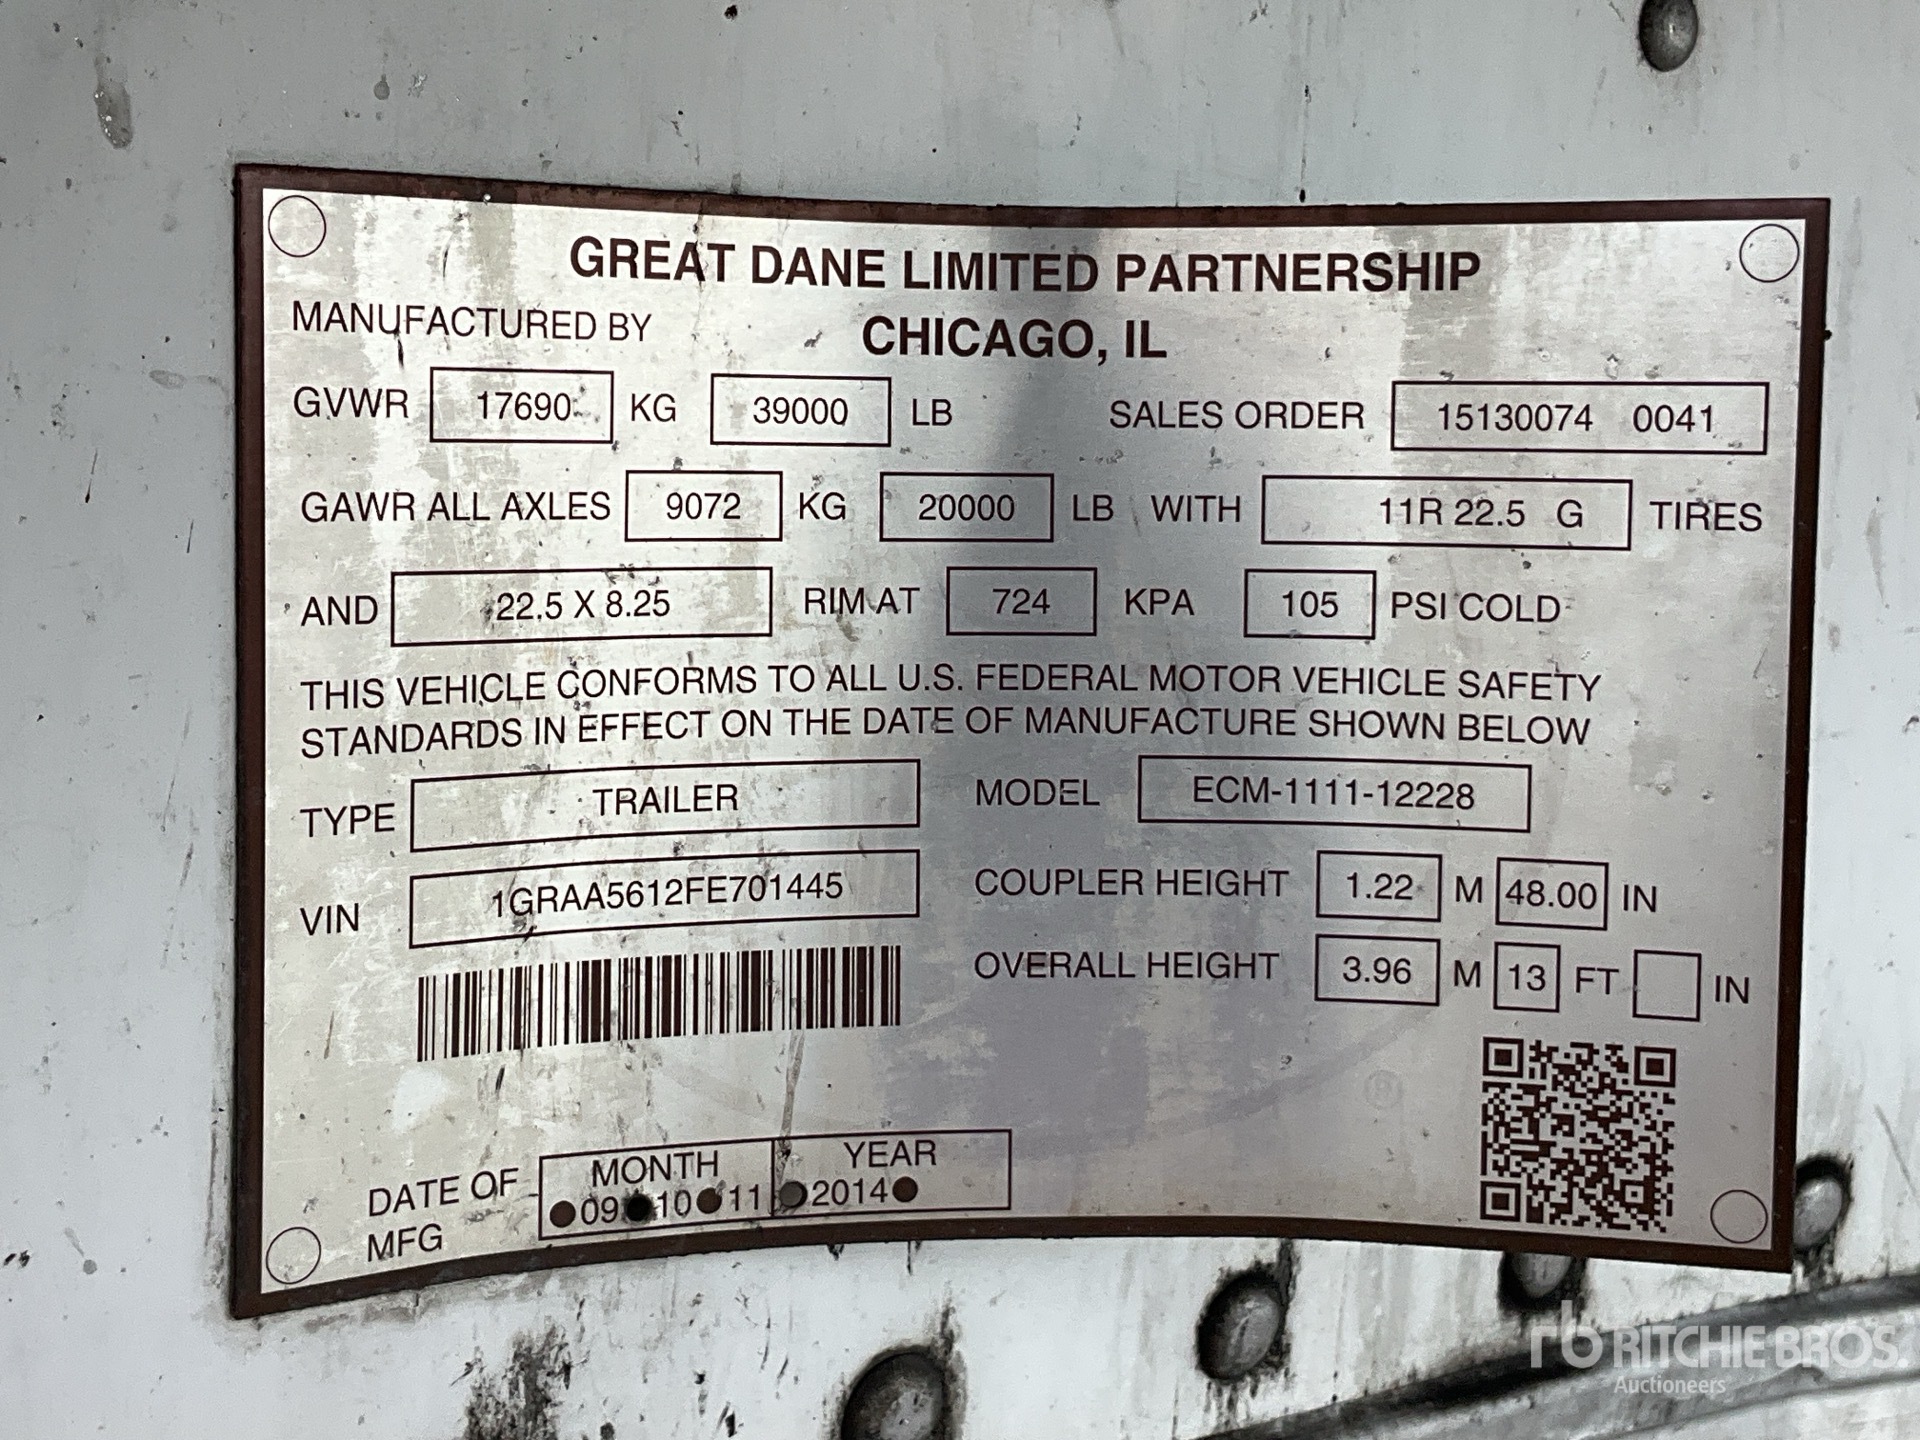 GREAT DANE LIMITED PARTNERSHIP
MANUFACTURED BY CHICAGO, IL
GVWR 17690 KG 39000 LB SALES ORDER 15130074 0041
GAWR ALL AXLES 9072 KG 20000 LB WITH 11R 22.5 G TIRES
AND 22.5 X 8.25 RIM AT 724 KPA 105 PSI COLD
THIS VEHICLE CONFORMS TO ALL U.S. FEDERAL MOTOR VEHICLE SAFETY
STANDARDS IN EFFECT ON THE DATE OF MANUFACTURE SHOWN BELOW
TYPE TRAILER MODEL ECM-1111-12228
VIN 1GRAA5612FE701445 COUPLER HEIGHT 1.22 M 48.00 IN
OVERALL HEIGHT 3.96 M 13 FT IN
DATE OF MFG MONTH YEAR
09 10 11 2014
rb RITCHIE BROS.
Auctioneers